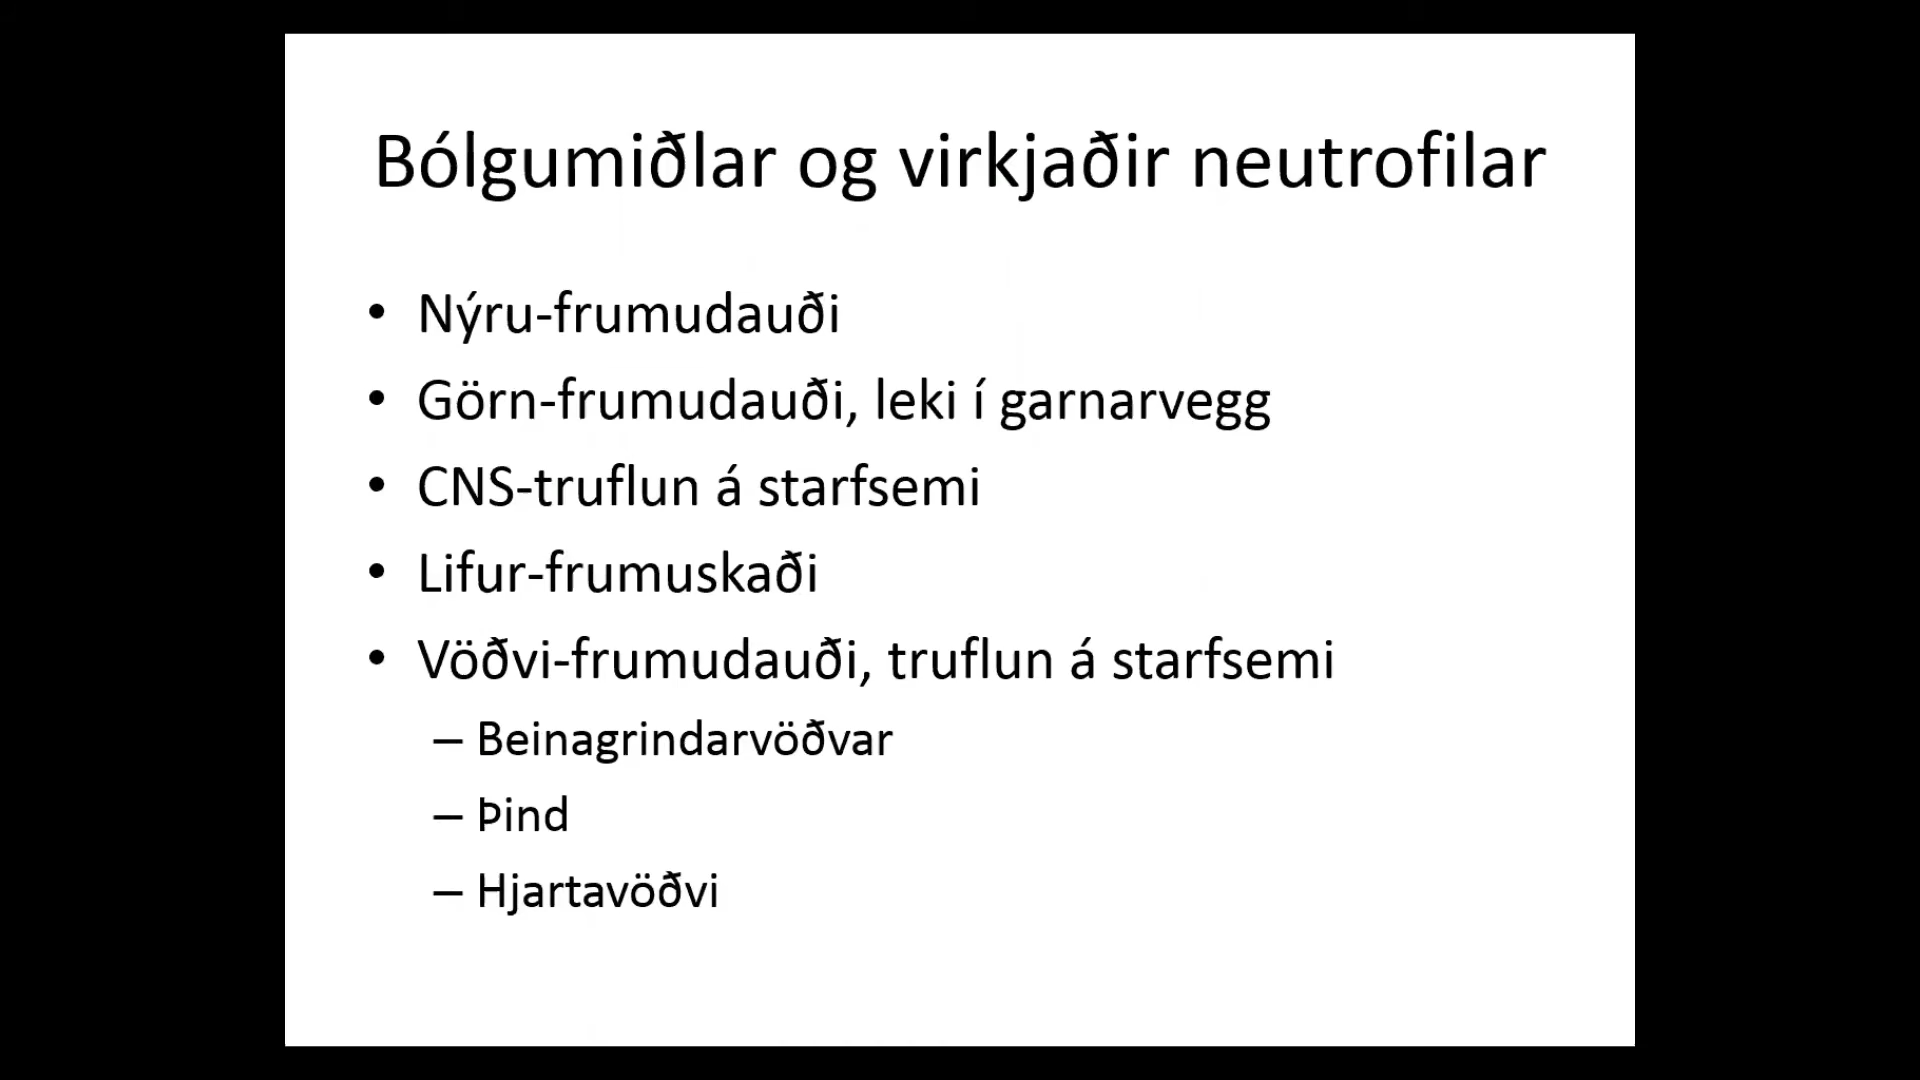 Bólgumiðlar og virkjaðir neutrofilar
• Nýru-frumudauði
• Görn-frumudauði, leki í garnarvegg
• CNS-truflun á starfsemi
• Lifur-frumuskaði
• Vöðvi-frumudauði, truflun á starfsemi
– Beinagrindarvöðvar
– Þind
– Hjartavöðvi